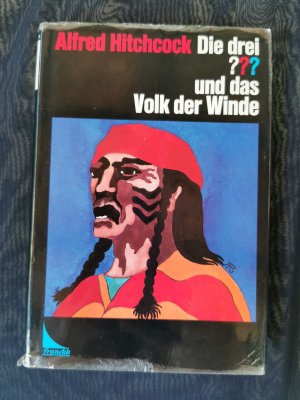 Alfred Hitchcock Die drei
???
und das
Volk der Winde
franckh